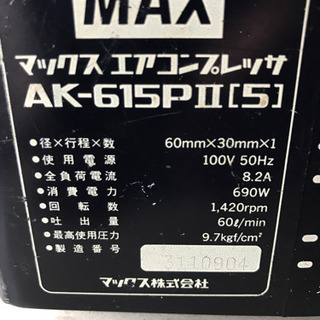 MAX
マックス エアコンプレッサ
AK-615PⅡ[5]
●径×行程×数 60mm×30mm×1
●使用電源 100V 50Hz
●全負荷電流 8.2A
●消費電力 690W
●回転数 1,420rpm
●吐出量 60ℓ/min
●最高使用圧力 9.7kgf/cm²
●製造番号 3110904
マックス株式会社